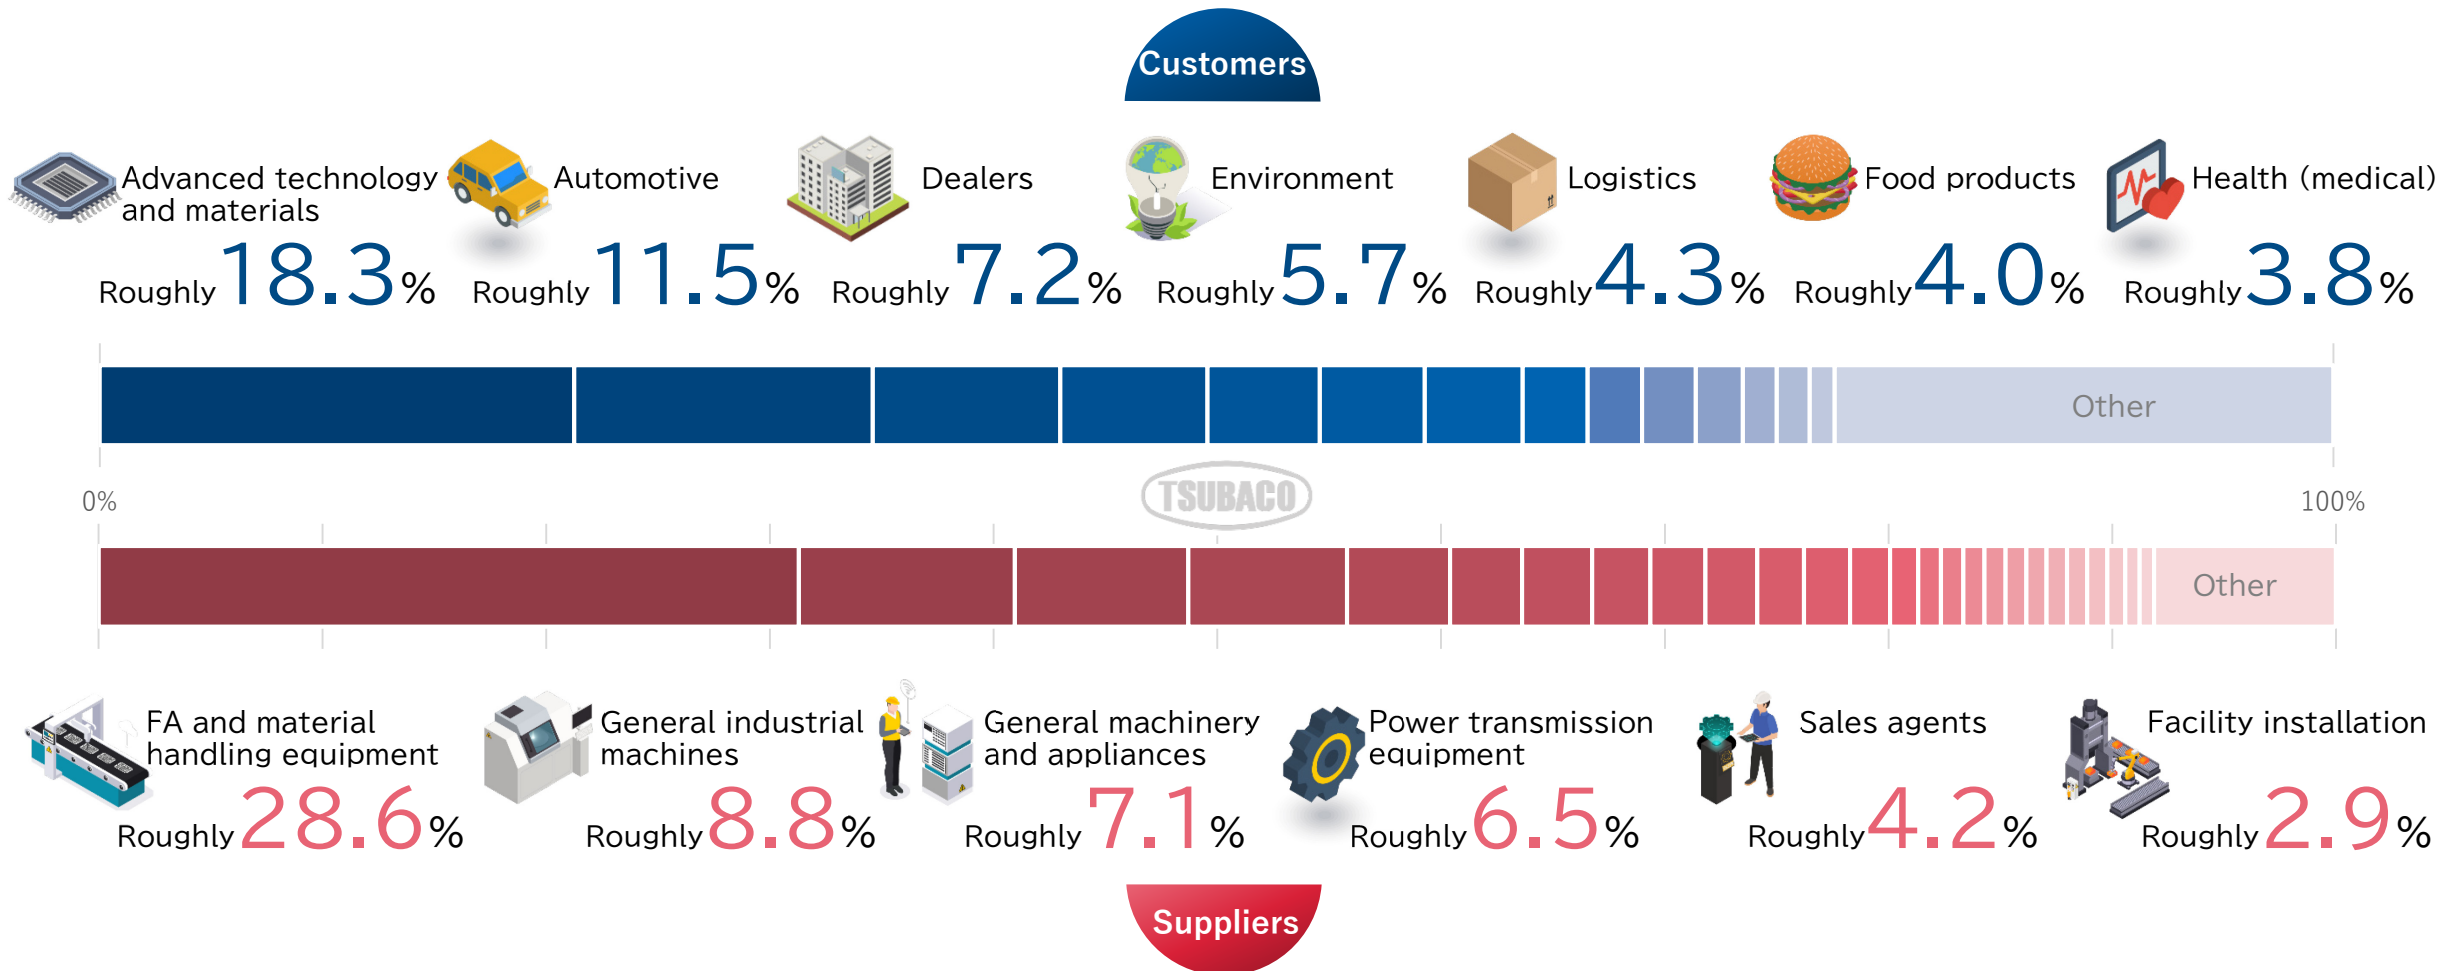 Customers
Advanced technology
and materials
Roughly 18.3%
Automotive
Roughly 11.5%
Dealers
Roughly 7.2%
Environment
Roughly 5.7%
Logistics
Roughly 4.3%
Food products
Roughly 4.0%
Health (medical)
Roughly 3.8%
Other
TSUBACO
0%
100%
Other
FA and material
handling equipment
Roughly 28.6%
General industrial
machines
Roughly 8.8%
General machinery
and appliances
Roughly 7.1%
Power transmission
equipment
Roughly 6.5%
Sales agents
Roughly 4.2%
Facility installation
Roughly 2.9%
Suppliers